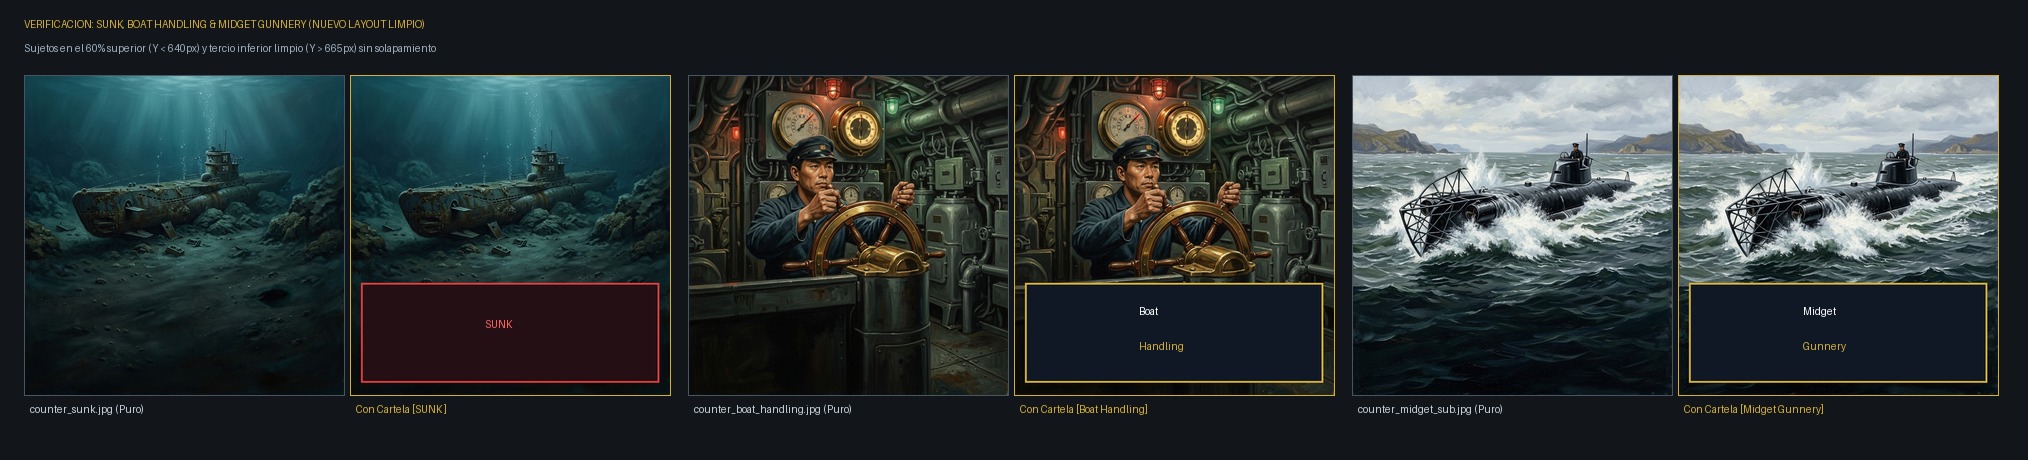 VERIFICACION: SUNK, BOAT HANDLING & MIDGET GUNNERY (NUEVO LAYOUT LIMPIO)
Sujetos en el 60% superior (Y < 640px) y tercio inferior limpio (Y > 665px) sin solapamiento
SUNK
Boat
Handling
Midget
Gunnery
counter_sunk.jpg (Puro)
Con Cartela [SUNK]
counter_boat_handling.jpg (Puro)
Con Cartela [Boat Handling]
counter_midget_sub.jpg (Puro)
Con Cartela [Midget Gunnery]